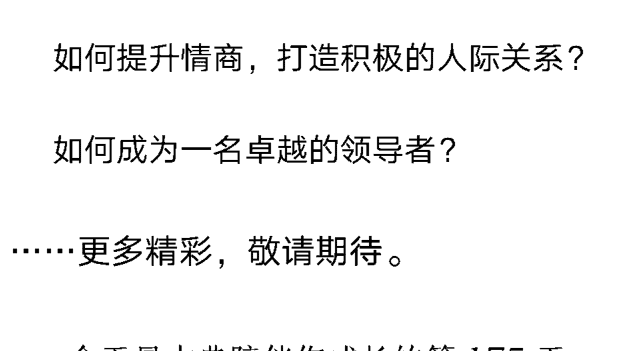 如何提升情商，打造积极的人际关系？
如何成为一名卓越的领导者？
……更多精彩，敬请期待。